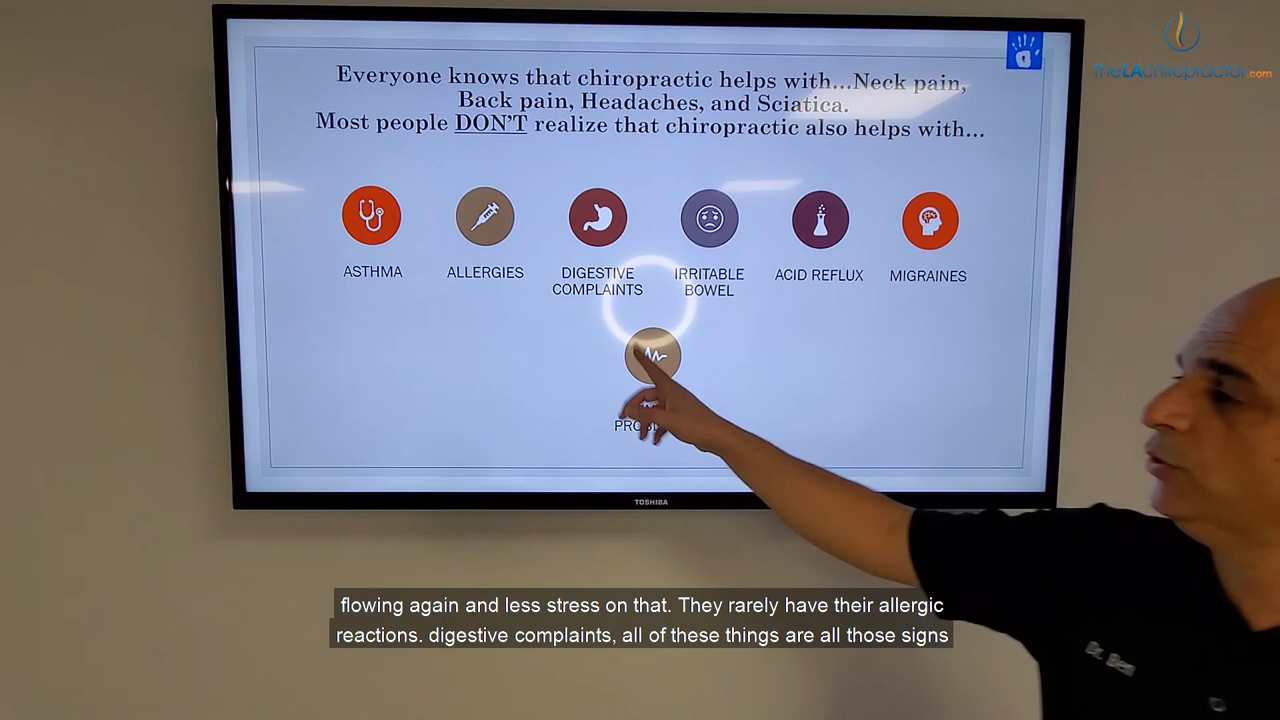 TheLAchiropractor.com
Everyone knows that chiropractic helps with...Neck pain,
Back pain, Headaches, and Sciatica.
Most people DON'T realize that chiropractic also helps with...
ASTHMA
ALLERGIES
DIGESTIVE
COMPLAINTS
IRRITABLE
BOWEL
ACID REFLUX
MIGRAINES
TOSHIBA
flowing again and less stress on that. They rarely have their allergic
reactions. digestive complaints, all of these things are all those signs
Dr. Ben